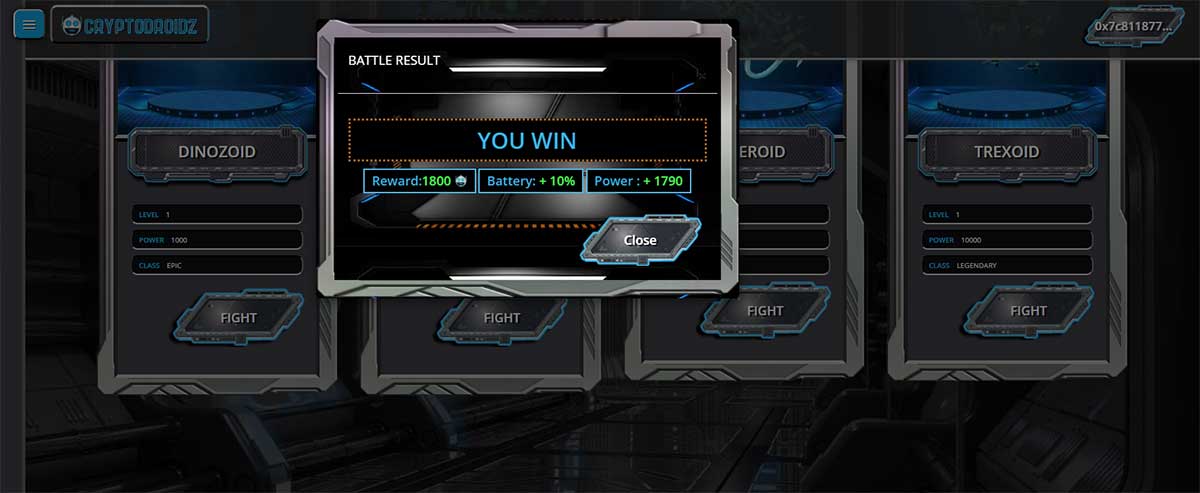 CRYPTODROIDZ
0x7c811877...
BATTLE RESULT
YOU WIN
Reward:1800
Battery: + 10%
Power : + 1790
Close
DINOZOID
LEVEL 1
POWER 1000
CLASS EPIC
FIGHT
FIGHT
EROID
FIGHT
TREXOID
LEVEL 1
POWER 10000
CLASS LEGENDARY
FIGHT